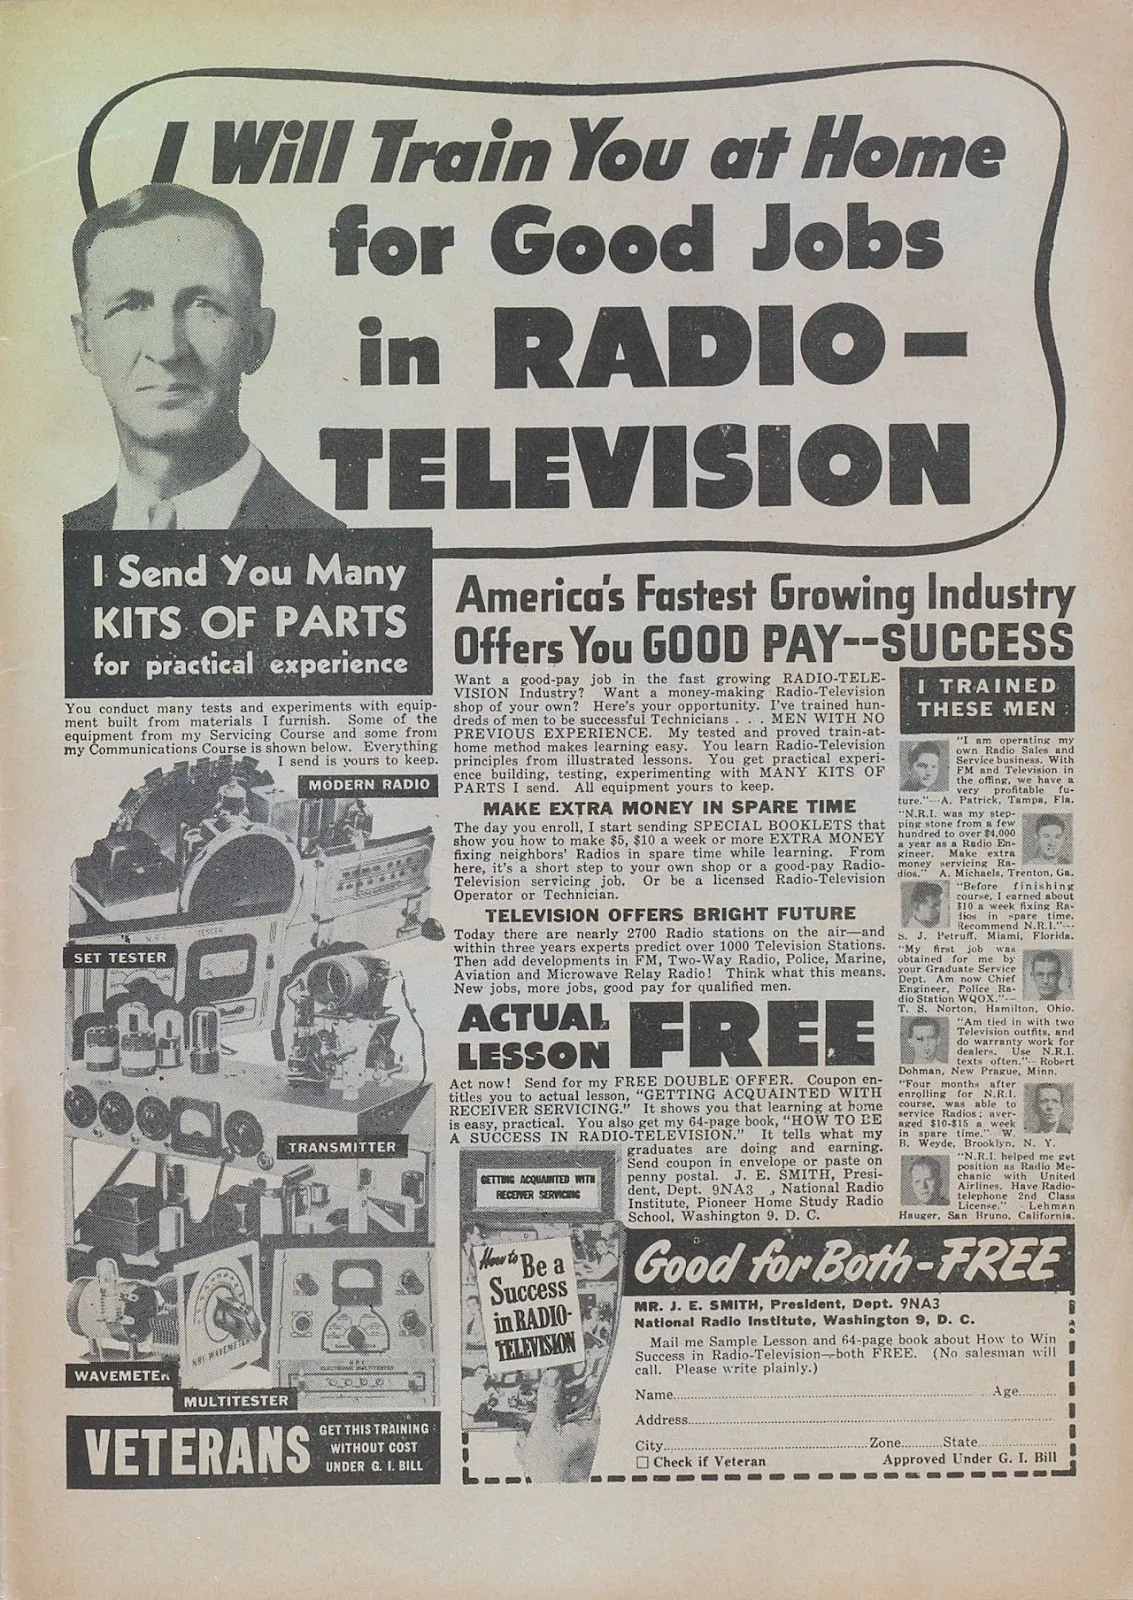 I Will Train You at Home
for Good Jobs
in RADIO-
TELEVISION
I Send You Many
KITS OF PARTS
for practical experience
You conduct many tests and experiments with equip-
ment built from materials I furnish. Some of the
equipment from my Servicing Course and some from
my Communications Course is shown below. Everything
I send is yours to keep.
MODERN RADIO
N.R.I. TESTER
SET TESTER
TRANSMITTER
NRI WAVEMETER
WAVEMETER
N R I
ELECTRONIC MULTITESTER
MULTITESTER
VETERANS
GET THIS TRAINING
WITHOUT COST
UNDER G. I. BILL
America's Fastest Growing Industry
Offers You GOOD PAY--SUCCESS
Want a good-pay job in the fast growing RADIO-TELE-
VISION Industry? Want a money-making Radio-Television
shop of your own? Here's your opportunity. I've trained hun-
dreds of men to be successful Technicians . . . MEN WITH NO
PREVIOUS EXPERIENCE. My tested and proved train-at-
home method makes learning easy. You learn Radio-Television
principles from illustrated lessons. You get practical experi-
ence building, testing, experimenting with MANY KITS OF
PARTS I send. All equipment yours to keep.
MAKE EXTRA MONEY IN SPARE TIME
The day you enroll, I start sending SPECIAL BOOKLETS that
show you how to make $5, $10 a week or more EXTRA MONEY
fixing neighbors' Radios in spare time while learning. From
here, it's a short step to your own shop or a good-pay Radio-
Television servicing job. Or be a licensed Radio-Television
Operator or Technician.
TELEVISION OFFERS BRIGHT FUTURE
Today there are nearly 2700 Radio stations on the air—and
within three years experts predict over 1000 Television Stations.
Then add developments in FM, Two-Way Radio, Police, Marine,
Aviation and Microwave Relay Radio! Think what this means.
New jobs, more jobs, good pay for qualified men.
ACTUAL
LESSON FREE
Act now! Send for my FREE DOUBLE OFFER. Coupon en-
titles you to actual lesson, "GETTING ACQUAINTED WITH
RECEIVER SERVICING." It shows you that learning at home
is easy, practical. You also get my 64-page book, "HOW TO BE
A SUCCESS IN RADIO-TELEVISION." It tells what my
graduates are doing and earning.
Send coupon in envelope or paste on
penny postal. J. E. SMITH, Presi-
dent, Dept. 9NA3 , National Radio
Institute, Pioneer Home Study Radio
School, Washington 9, D. C.
GETTING ACQUAINTED WITH
RECEIVER SERVICING
How to
Be a
Success
in RADIO-
TELEVISION
I TRAINED
THESE MEN
"I am operating my
own Radio Sales and
Service business. With
FM and Television in
the offing, we have a
very profitable fu-
ture."—A. Patrick, Tampa, Fla.
"N.R.I. was my step-
ping stone from a few
hundred to over $4,000
a year as a Radio En-
gineer. Make extra
money servicing Ra-
dios." A. Michaels, Trenton, Ga.
"Before finishing
course, I earned about
$10 a week fixing Ra-
dios in spare time.
Recommend N.R.I."--
S. J. Petruff, Miami, Florida.
"My first job was
obtained for me by
your Graduate Service
Dept. Am now Chief
Engineer, Police Ra-
dio Station WQOX."--
T. S. Norton, Hamilton, Ohio.
"Am tied in with two
Television outfits, and
do warranty work for
dealers. Use N.R.I.
texts often."-- Robert
Dohman, New Prague, Minn.
"Four months after
enrolling for N.R.I.
course, was able to
service Radios; aver-
aged $10-$15 a week
in spare time." W.
B. Weyde, Brooklyn, N. Y.
"N.R.I. helped me get
position as Radio Me-
chanic with United
Airlines. Have Radio-
telephone 2nd Class
License." - Lehman
Hauger, San Bruno, California.
Good for Both - FREE
MR. J. E. SMITH, President, Dept. 9NA3
National Radio Institute, Washington 9, D. C.
Mail me Sample Lesson and 64-page book about How to Win
Success in Radio-Television—both FREE. (No salesman will
call. Please write plainly.)
Name Age
Address
City Zone State
Check if Veteran Approved Under G. I. Bill